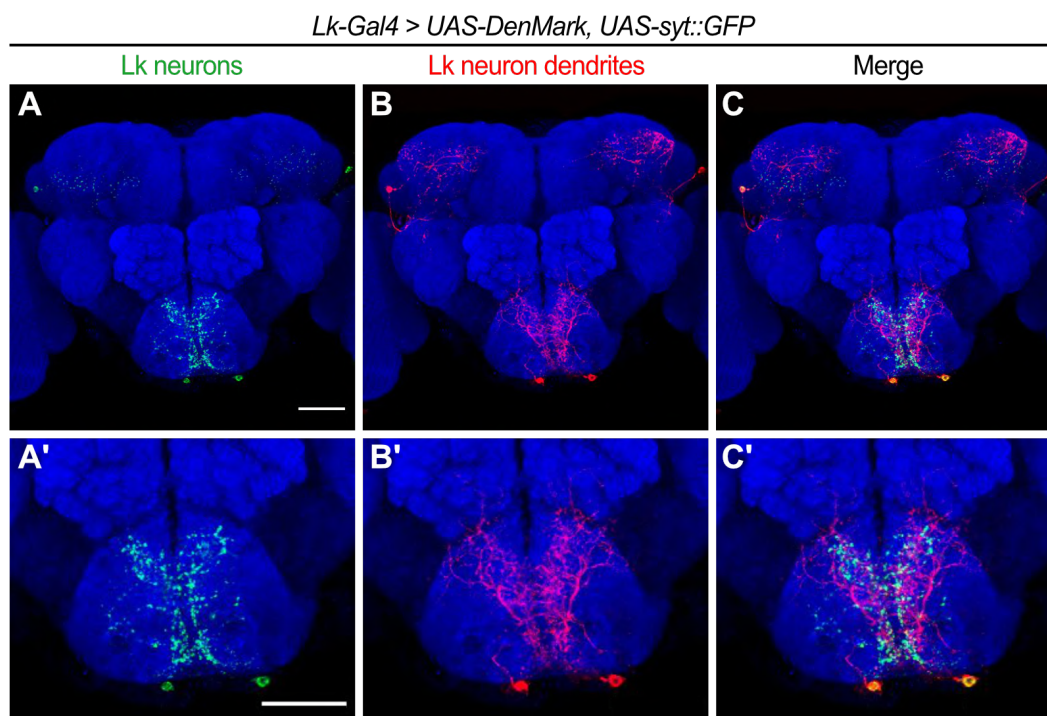 Lk-Gal4 > UAS-DenMark, UAS-syt::GFP
Lk neurons Lk neuron dendrites Merge
A B C
A' B' C'